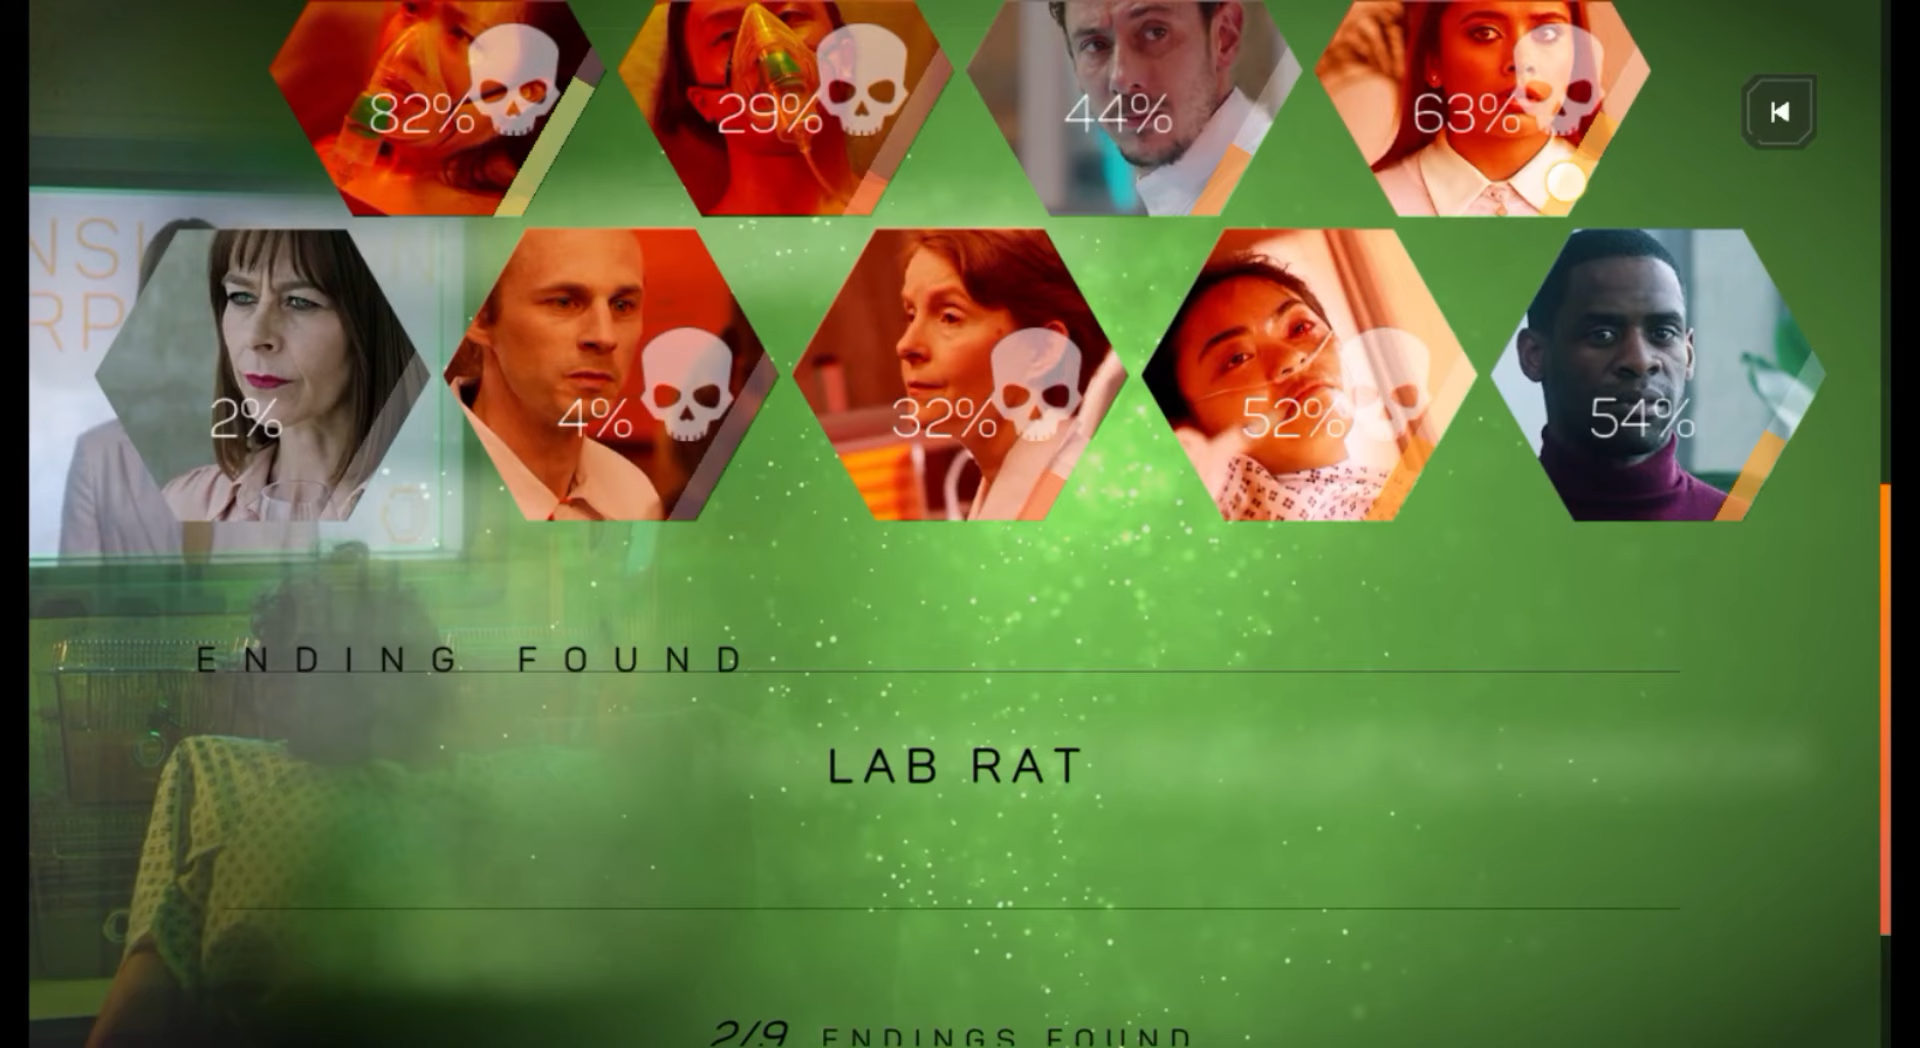 82% 29% 44% 63%
2% 4% 32% 52% 54%
ENDING FOUND
LAB RAT
2/9 ENDINGS FOUND